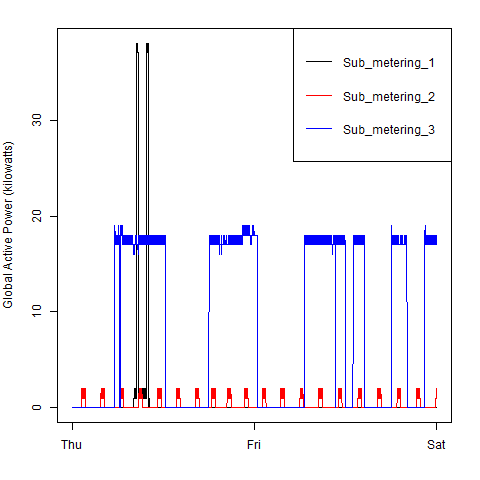 Sub_metering_1
Sub_metering_2
Sub_metering_3
Global Active Power (kilowatts)
30
20
10
0
Thu Fri Sat